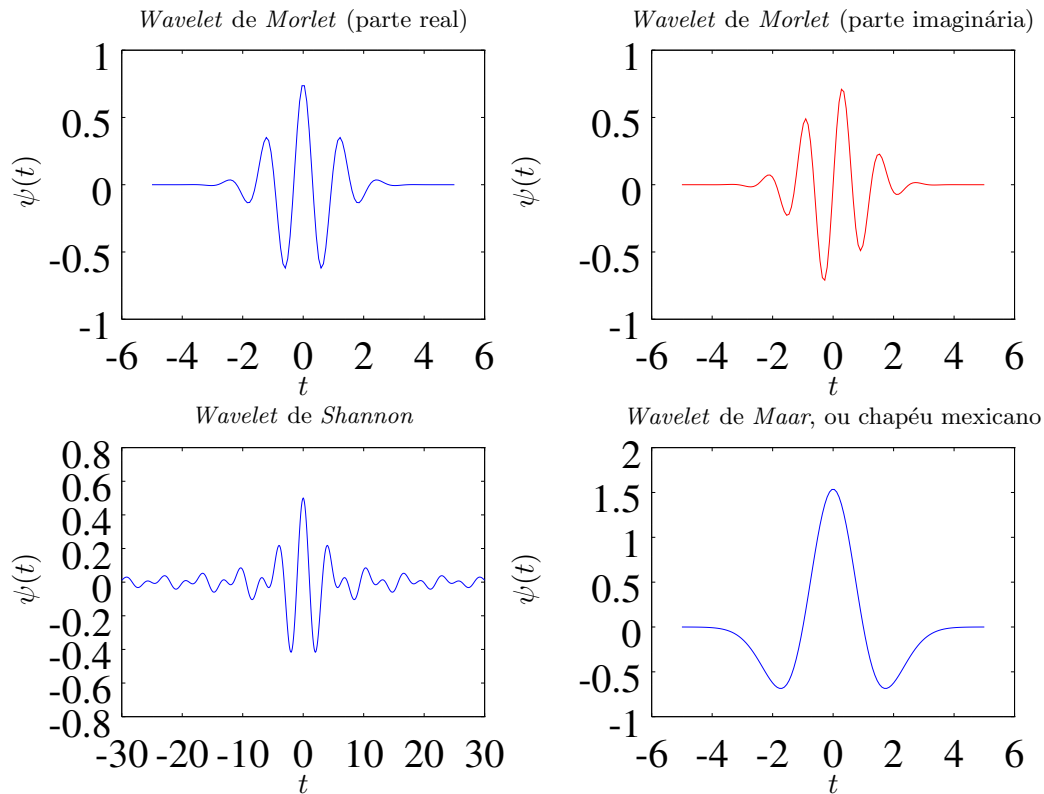 Wavelet de Morlet (parte real)
1
0.5
0
-0.5
-1
ψ(t)
-6 -4 -2 0 2 4 6
t
Wavelet de Morlet (parte imaginária)
1
0.5
0
-0.5
-1
ψ(t)
-6 -4 -2 0 2 4 6
t
Wavelet de Shannon
0.8
0.6
0.4
0.2
0
-0.2
-0.4
-0.6
-0.8
ψ(t)
-30 -20 -10 0 10 20 30
t
Wavelet de Maar, ou chapéu mexicano
2
1.5
1
0.5
0
-0.5
-1
ψ(t)
-6 -4 -2 0 2 4 6
t